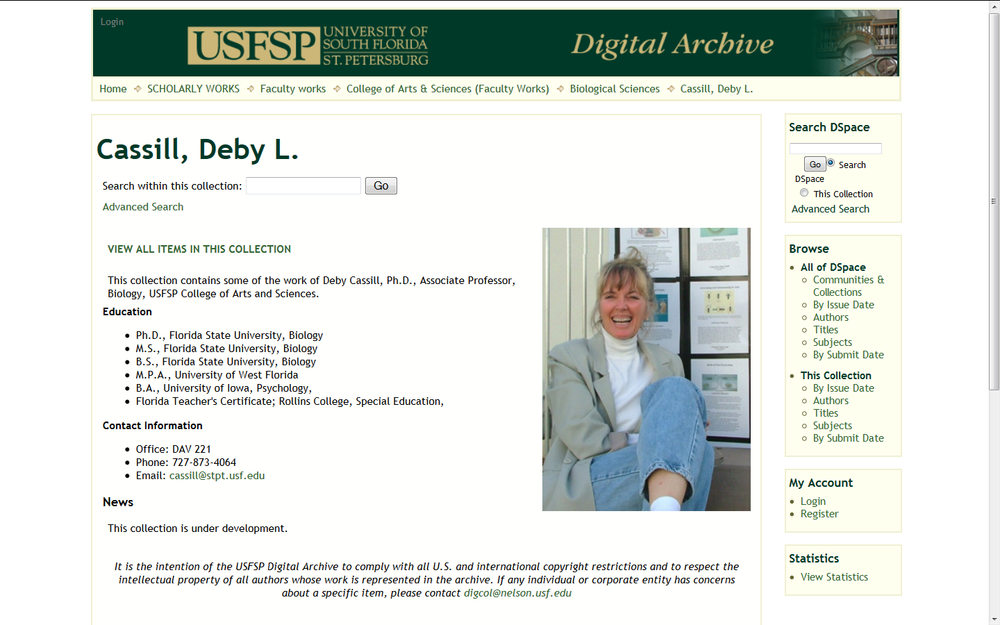 Login
USFSP UNIVERSITY OF
SOUTH FLORIDA
ST. PETERSBURG
Digital Archive
Home SCHOLARLY WORKS Faculty works College of Arts & Sciences (Faculty Works) Biological Sciences Cassill, Deby L.
Cassill, Deby L.
Search within this collection: Go
Advanced Search
VIEW ALL ITEMS IN THIS COLLECTION
This collection contains some of the work of Deby Cassill, Ph.D., Associate Professor,
Biology, USFSP College of Arts and Sciences.
Education
Ph.D., Florida State University, Biology
M.S., Florida State University, Biology
B.S., Florida State University, Biology
M.P.A., University of West Florida
B.A., University of Iowa, Psychology,
Florida Teacher's Certificate; Rollins College, Special Education,
Contact Information
Office: DAV 221
Phone: 727-873-4064
Email: cassill@stpt.usf.edu
News
This collection is under development.
It is the intention of the USFSP Digital Archive to comply with all U.S. and international copyright restrictions and to respect the
intellectual property of all authors whose work is represented in the archive. If any individual or corporate entity has concerns
about a specific item, please contact digcol@nelson.usf.edu
Search DSpace
Go Search
DSpace
This Collection
Advanced Search
Browse
All of DSpace
Communities &
Collections
By Issue Date
Authors
Titles
Subjects
By Submit Date
This Collection
By Issue Date
Authors
Titles
Subjects
By Submit Date
My Account
Login
Register
Statistics
View Statistics